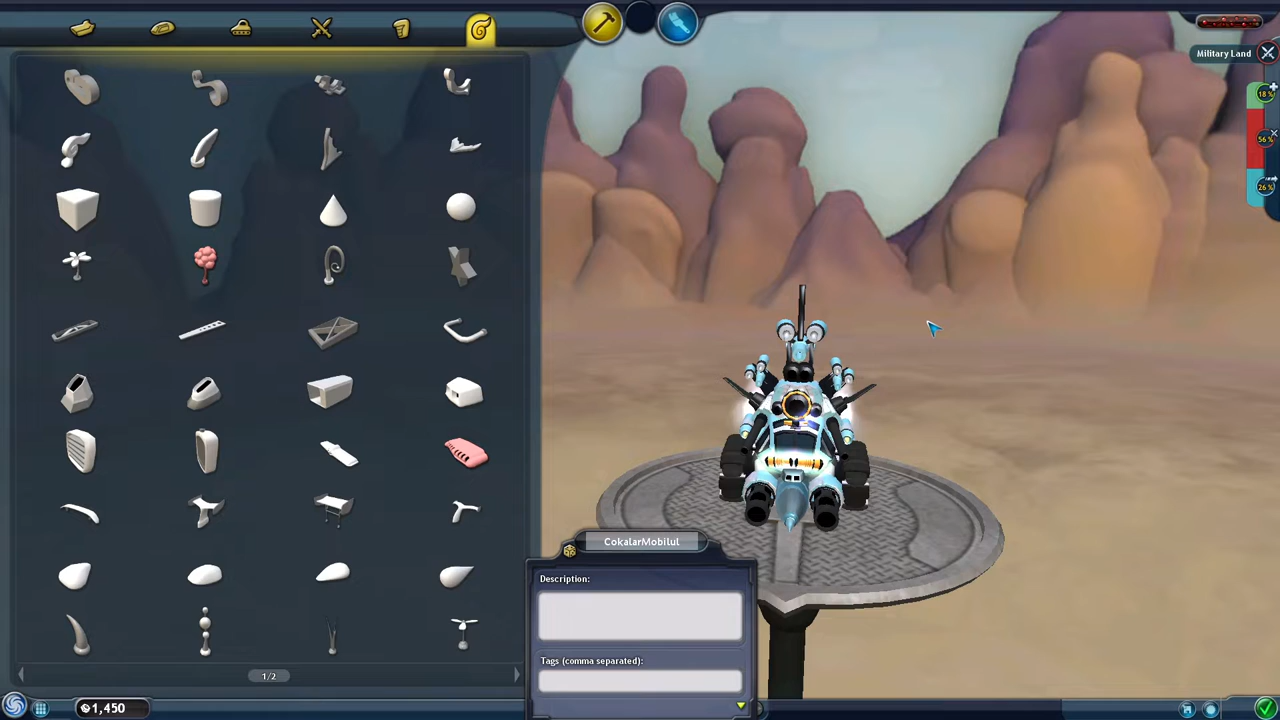 Military Land
18 %
56 %
26 %
CokalarMobilul
Description:
Tags (comma separated):
1/2
1,450